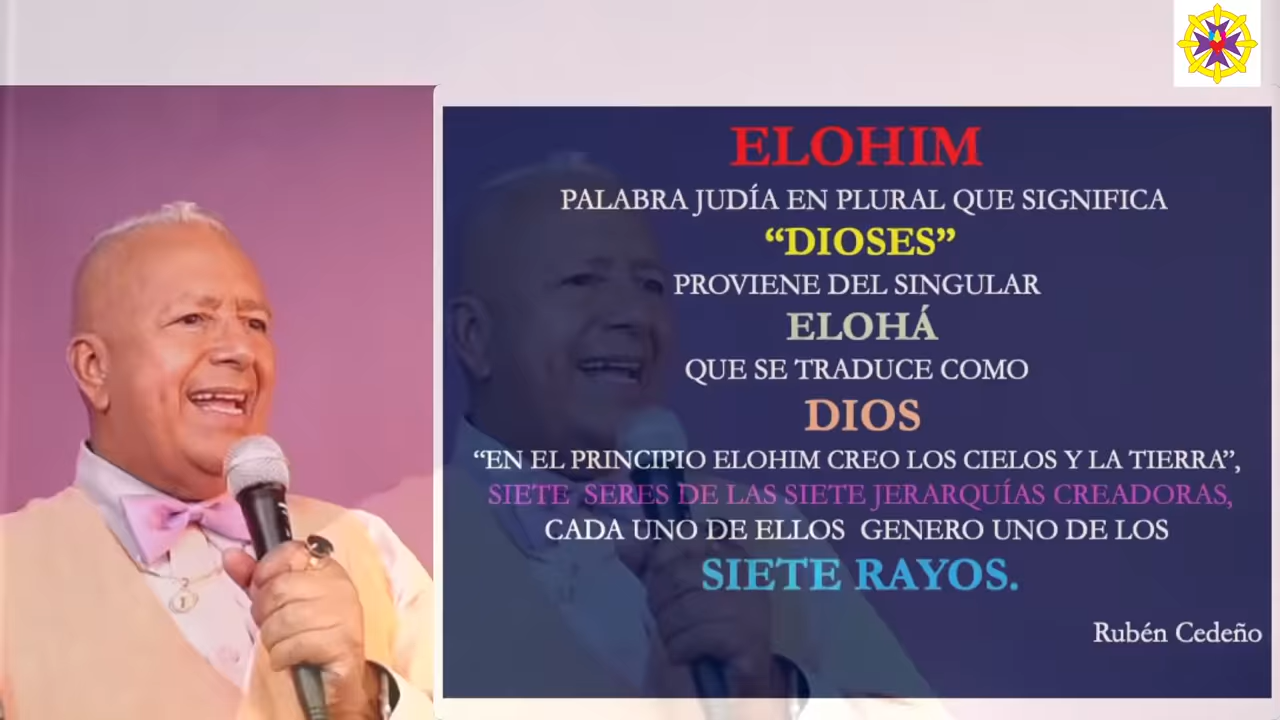 ELOHIM
PALABRA JUDÍA EN PLURAL QUE SIGNIFICA
“DIOSES”
PROVIENE DEL SINGULAR
ELOHÁ
QUE SE TRADUCE COMO
DIOS
“EN EL PRINCIPIO ELOHIM CREO LOS CIELOS Y LA TIERRA”,
SIETE SERES DE LAS SIETE JERARQUÍAS CREADORAS,
CADA UNO DE ELLOS GENERO UNO DE LOS
SIETE RAYOS.
Rubén Cedeño